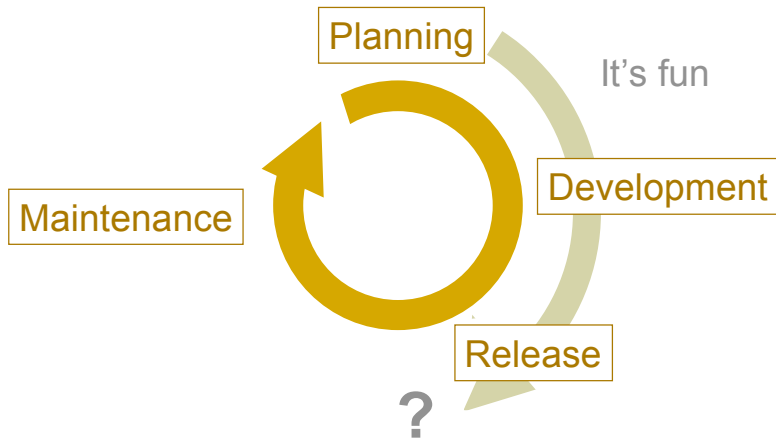 Planning
It’s fun
Development
Maintenance
Release
?